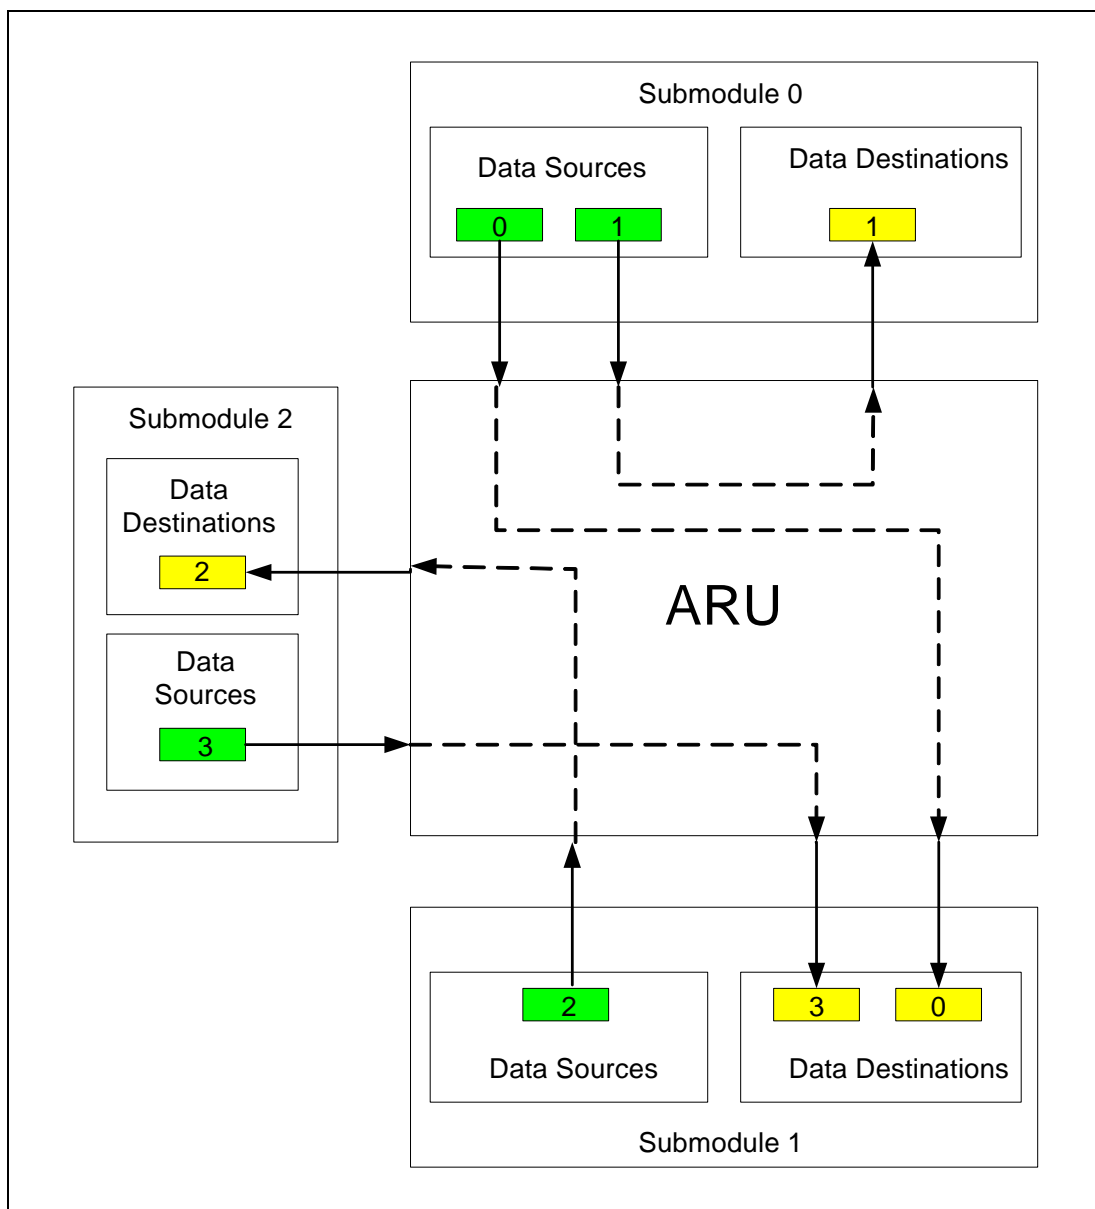 Submodule 0
Data Sources
0
1
Data Destinations
1
Submodule 2
Data
Destinations
2
Data
Sources
3
ARU
2
Data Sources
3
0
Data Destinations
Submodule 1